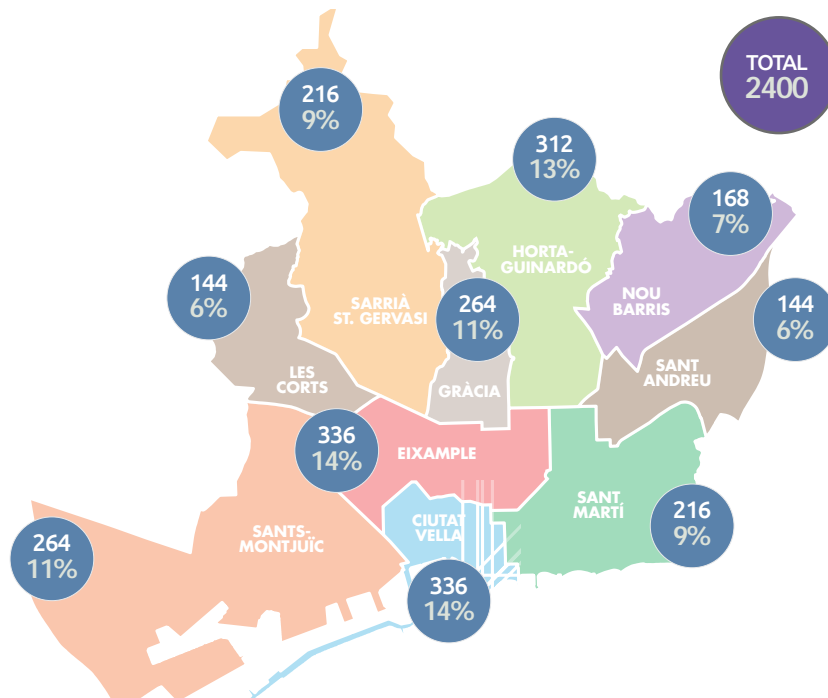 TOTAL
2400
216
9%
312
13%
168
7%
HORTA-
GUINARDÓ
144
6%
SARRIÀ
ST. GERVASI
264
11%
NOU
BARRIS
144
6%
LES
CORTS
GRÀCIA
SANT
ANDREU
336
14%
EIXAMPLE
SANT
MARTÍ
216
9%
SANTS-
MONTJUÏC
CIUTAT
VELLA
264
11%
336
14%